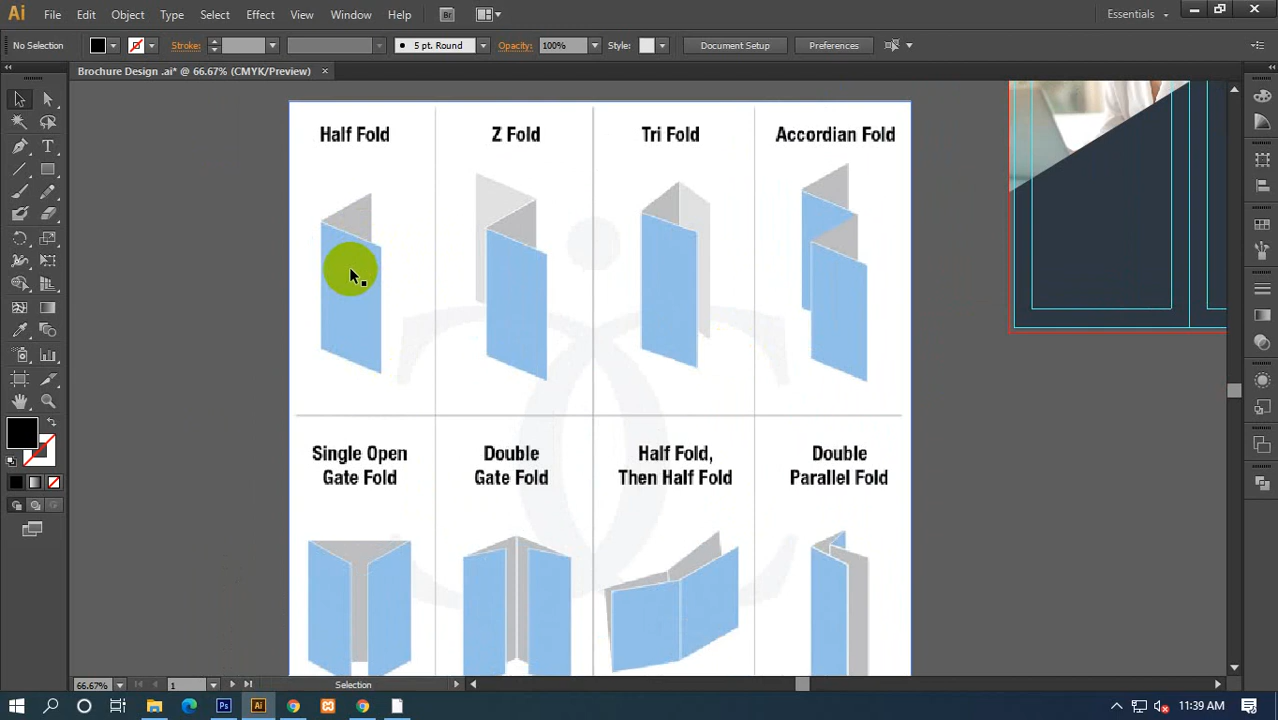 Ai File Edit Object Type Select Effect View Window Help Br Essentials
No Selection Stroke: 5 pt. Round Opacity: 100% Style: Document Setup Preferences
Brochure Design .ai* @ 66.67% (CMYK/Preview)
Half Fold Z Fold Tri Fold Accordian Fold
Single Open Double Half Fold, Double
Gate Fold Gate Fold Then Half Fold Parallel Fold
66.67% 1 Selection
Ps Ai 11:39 AM